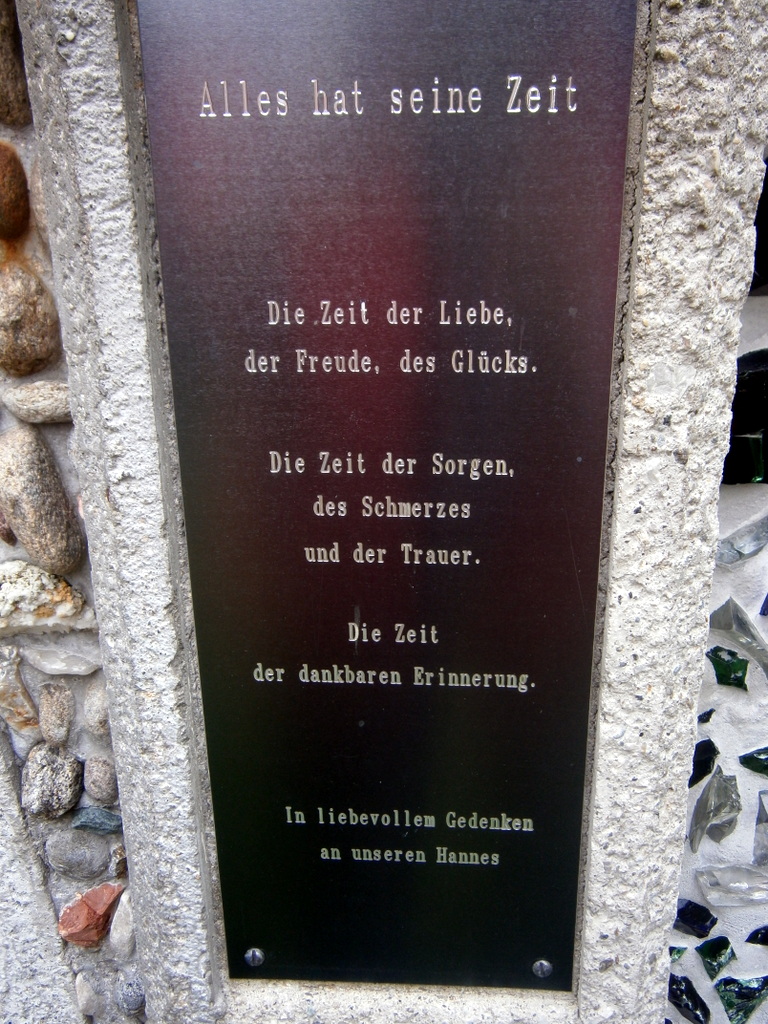 Alles hat seine Zeit
Die Zeit der Liebe,
der Freude, des Glücks.
Die Zeit der Sorgen,
des Schmerzes
und der Trauer.
Die Zeit
der dankbaren Erinnerung.
In liebevollem Gedenken
an unseren Hannes